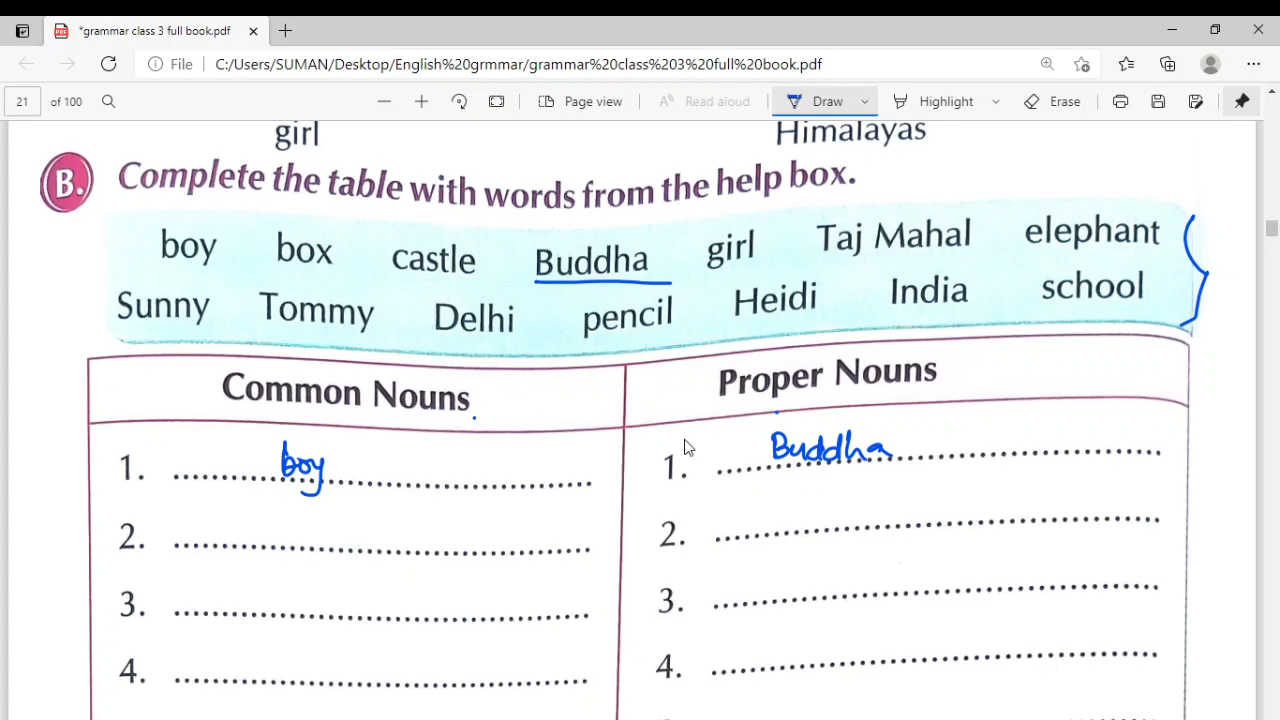 *grammar class 3 full book.pdf
File C:/Users/SUMAN/Desktop/English%20grmmar/grammar%20class%203%20full%20book.pdf
21 of 100 Page view Read aloud Draw Highlight Erase
girl Himalayas
B. Complete the table with words from the help box.
boy box castle Buddha girl Taj Mahal elephant
Sunny Tommy Delhi pencil Heidi India school
Common Nouns Proper Nouns
1. boy 1. Buddha
2. 2.
3. 3.
4. 4.